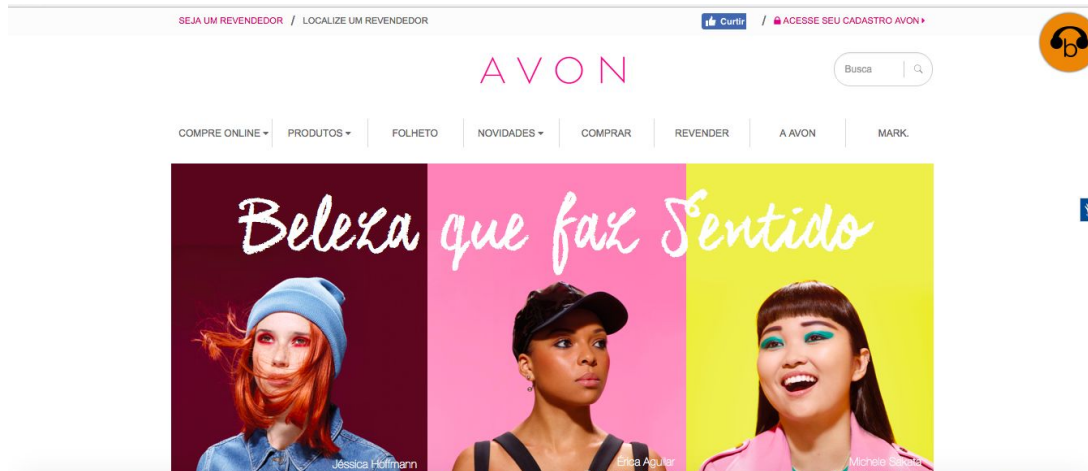 SEJA UM REVENDEDOR / LOCALIZE UM REVENDEDOR
Curtir / ACESSE SEU CADASTRO AVON
b
AVON
Busca
COMPRE ONLINE PRODUTOS FOLHETO NOVIDADES COMPRAR REVENDER A AVON MARK.
Beleza que faz Sentido
Jéssica Hoffmann
Érica Aguilar
Michele Sakata